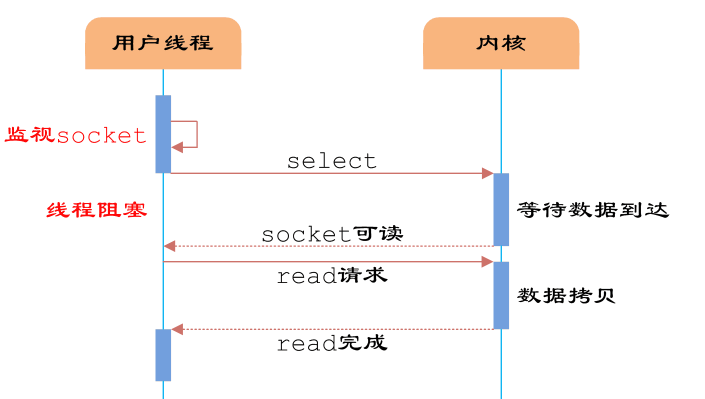 用户线程
内核
监视socket
select
线程阻塞
等待数据到达
socket可读
read请求
数据拷贝
read完成